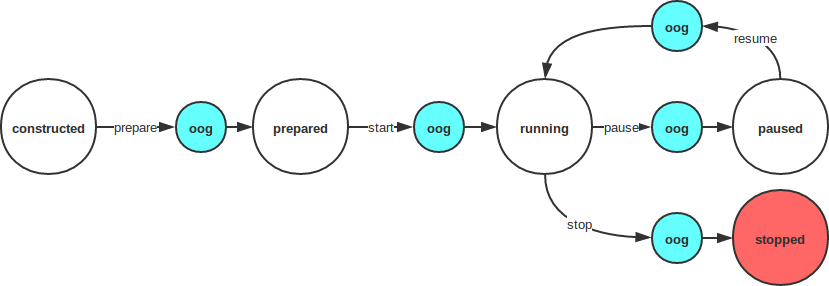 oog
resume
constructed
prepare
oog
prepared
start
oog
running
pause
oog
paused
stop
oog
stopped